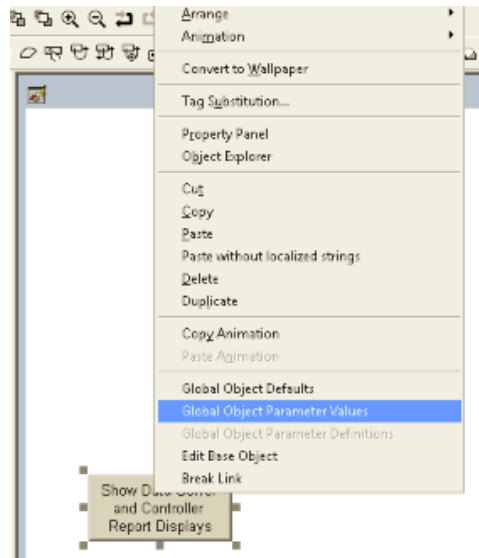 Arrange
Animation
Convert to Wallpaper
Tag Substitution...
Property Panel
Object Explorer
Cut
Copy
Paste
Paste without localized strings
Delete
Duplicate
Copy Animation
Paste Animation
Global Object Defaults
Global Object Parameter Values
Global Object Parameter Definitions
Edit Base Object
Break Link
Show
and Controller
Report Displays